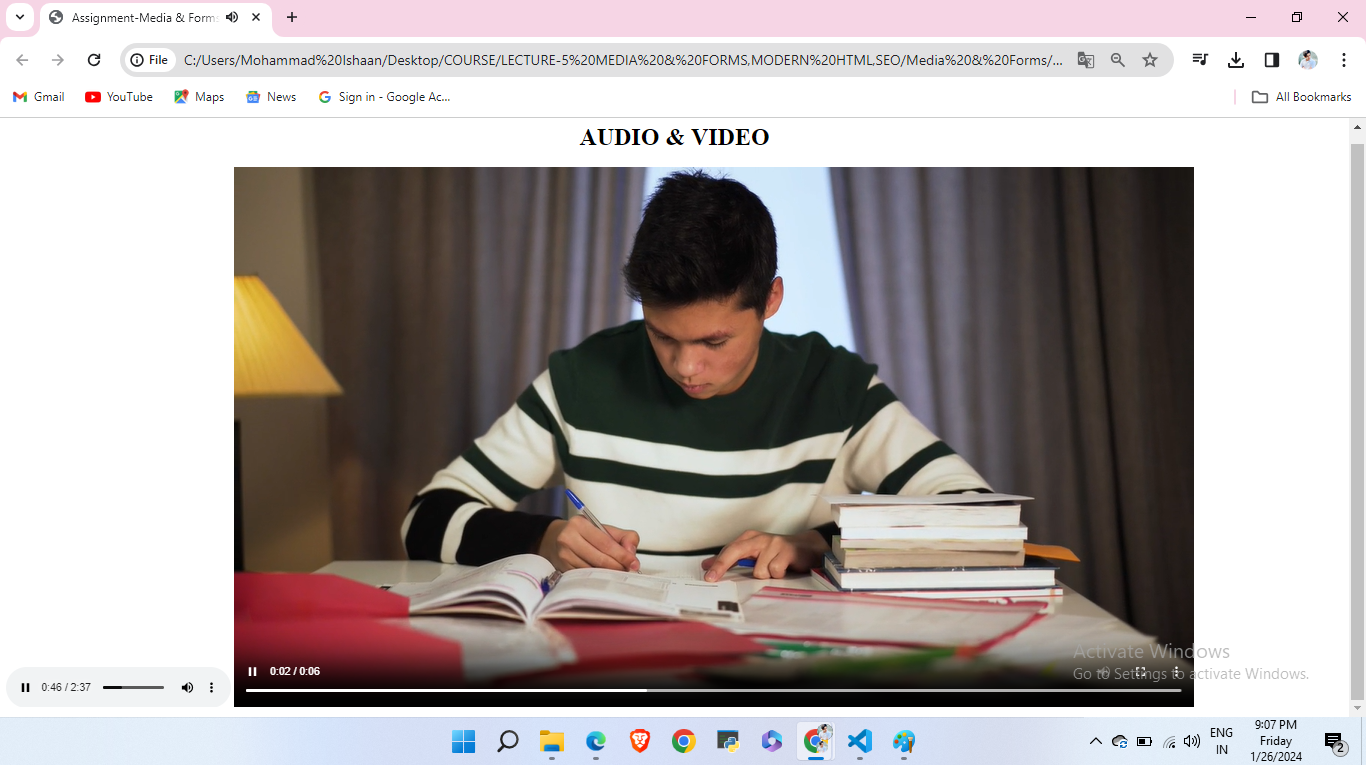 Assignment-Media & Forms
File
C:/Users/Mohammad%20Ishaan/Desktop/COURSE/LECTURE-5%20MEDIA%20&%20FORMS,MODERN%20HTML,SEO/Media%20&%20Forms/...
Gmail
YouTube
Maps
News
Sign in - Google Ac...
All Bookmarks
AUDIO & VIDEO
0:02 / 0:06
0:46 / 2:37
Activate Windows
Go to Settings to activate Windows.
ENG
IN
9:07 PM
Friday
1/26/2024
2